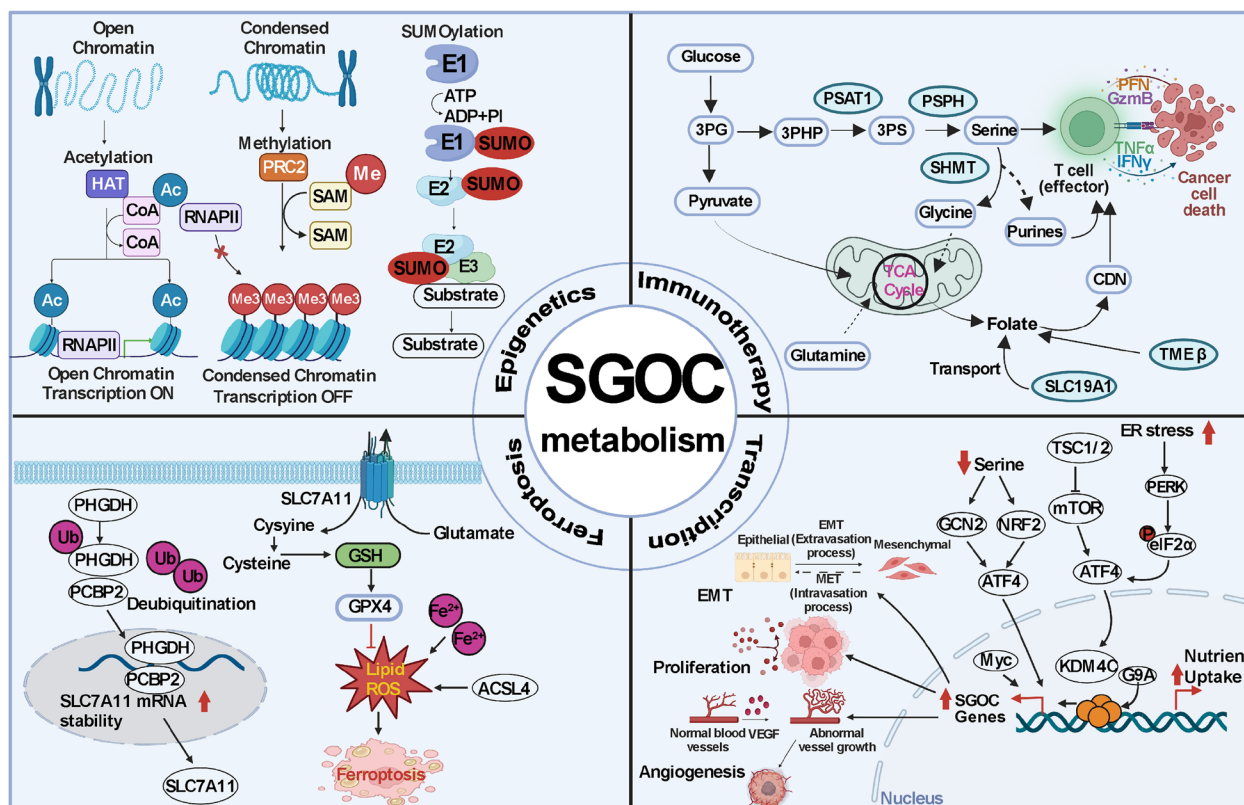 Open
Chromatin
Condensed
Chromatin
SUMOylation
E1
ATP
ADP+PI
E1
SUMO
E2
SUMO
E2
SUMO
E3
Substrate
Substrate
Acetylation
HAT
Ac
CoA
CoA
RNAPII
Methylation
PRC2
Me
SAM
SAM
Ac
Ac
RNAPII
Me3
Me3
Me3
Me3
Open Chromatin
Transcription ON
Condensed Chromatin
Transcription OFF
Glucose
3PG
3PHP
PSAT1
3PS
PSPH
Serine
SHMT
Pyruvate
Glycine
Purines
T cell
(effector)
PFN
GzmB
TNFα
IFNγ
Cancer
cell
death
TCA
Cycle
CDN
Folate
Glutamine
Transport
SLC19A1
TME β
Epigenetics
Immunotherapy
SGOC
metabolism
Ferroptosis
Transcription
PHGDH
Ub
PHGDH
Ub
Ub
PCBP2
Deubiquitination
PHGDH
PCBP2
SLC7A11 mRNA
stability
SLC7A11
SLC7A11
Cysyine
Cysteine
Glutamate
GSH
GPX4
Fe2+
Fe2+
Lipid
ROS
ACSL4
Ferroptosis
ER stress
TSC1/2
Serine
PERK
mTOR
GCN2
NRF2
P
eIF2α
ATF4
ATF4
EMT
Epithelial
(Extravasation
process)
Mesenchymal
MET
(Intravasation
process)
EMT
Proliferation
Normal blood
vessels
VEGF
Abnormal
vessel growth
Angiogenesis
Myc
KDM4C
G9A
Nutrien
Uptake
SGOC
Genes
Nucleus